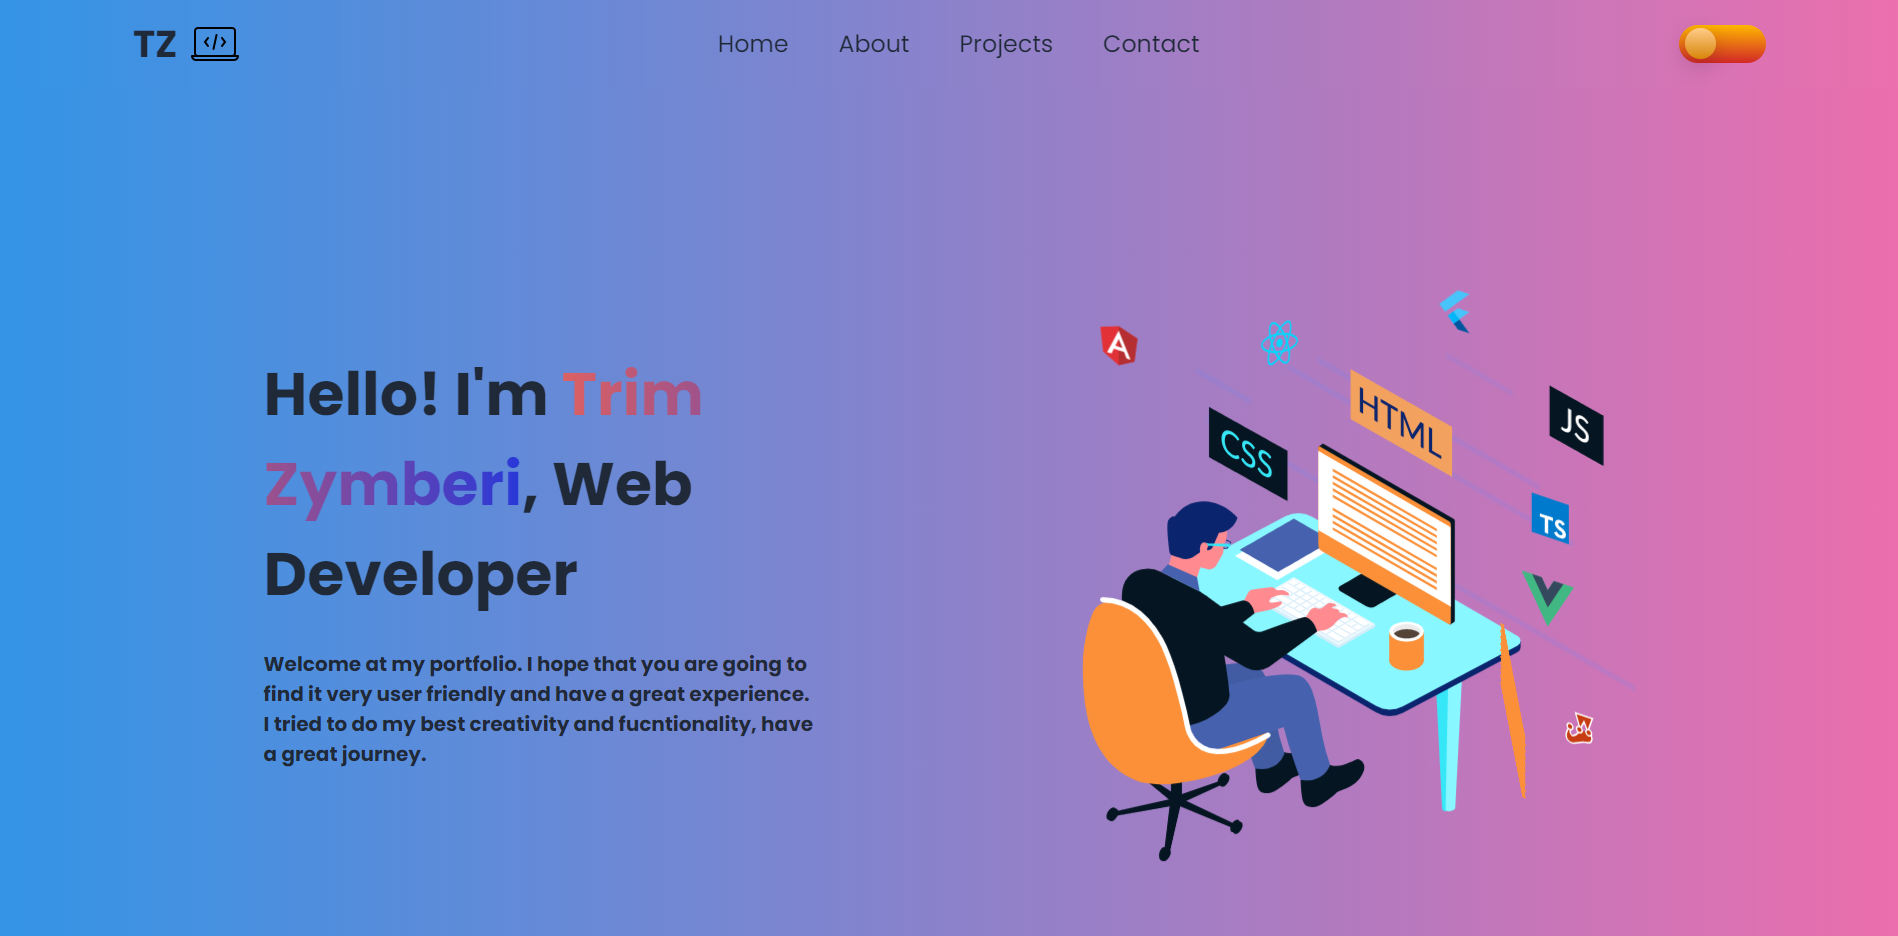 TZ
Home About Projects Contact
Hello! I'm Trim
Zymberi, Web
Developer
Welcome at my portfolio. I hope that you are going to
find it very user friendly and have a great experience.
I tried to do my best creativity and fucntionality, have
a great journey.
A
HTML
JS
CSS
TS